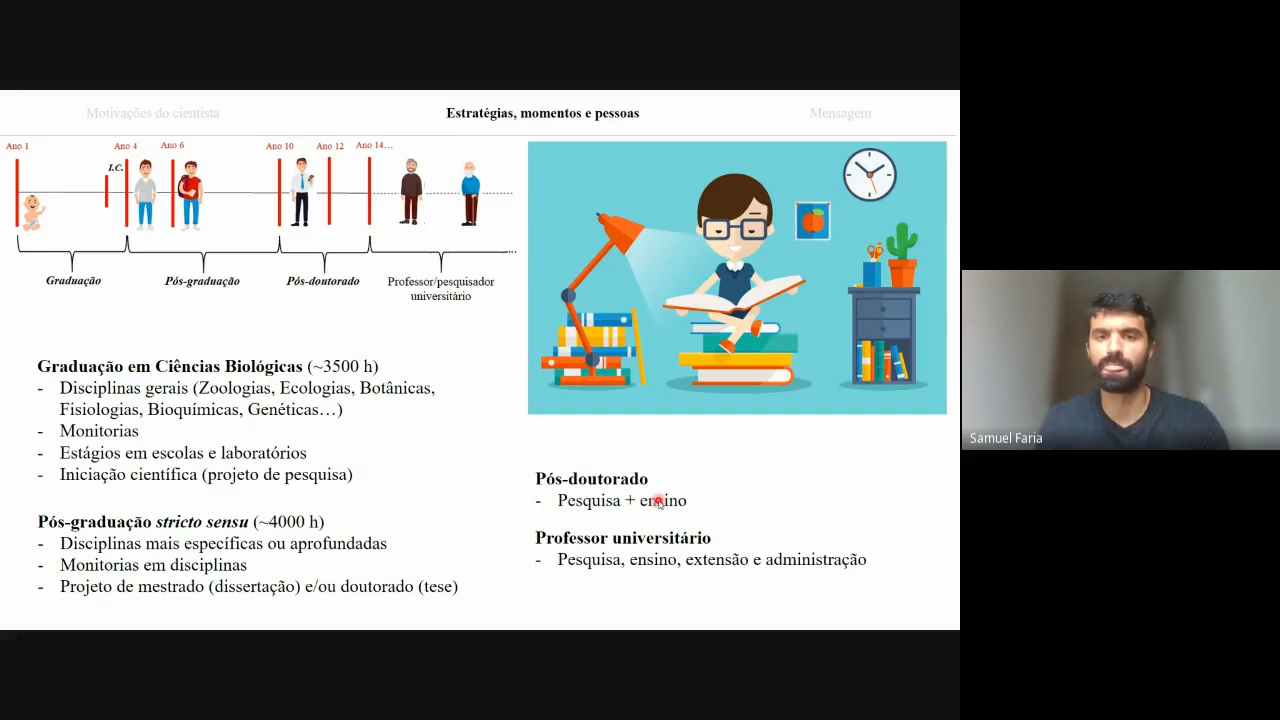 Motivações do cientista
Estratégias, momentos e pessoas
Mensagem
Ano 1
Ano 4
Ano 6
Ano 10
Ano 12
Ano 14...
I.C.
Graduação
Pós-graduação
Pós-doutorado
Professor/pesquisador
universitário
Graduação em Ciências Biológicas (~3500 h)
- Disciplinas gerais (Zoologias, Ecologias, Botânicas,
Fisiologias, Bioquímicas, Genéticas…)
- Monitorias
- Estágios em escolas e laboratórios
- Iniciação científica (projeto de pesquisa)
Pós-graduação stricto sensu (~4000 h)
- Disciplinas mais específicas ou aprofundadas
- Monitorias em disciplinas
- Projeto de mestrado (dissertação) e/ou doutorado (tese)
Pós-doutorado
- Pesquisa + ensino
Professor universitário
- Pesquisa, ensino, extensão e administração
Samuel Faria